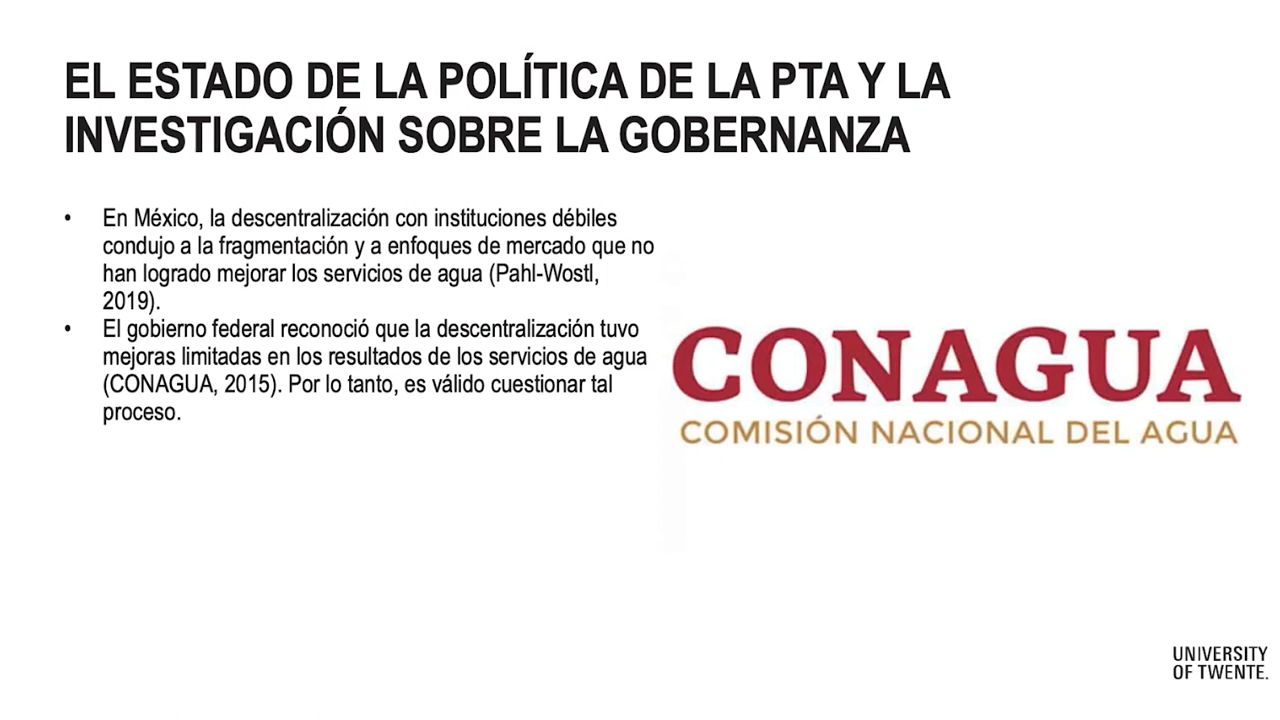 EL ESTADO DE LA POLÍTICA DE LA PTA Y LA
INVESTIGACIÓN SOBRE LA GOBERNANZA
• En México, la descentralización con instituciones débiles
condujo a la fragmentación y a enfoques de mercado que no
han logrado mejorar los servicios de agua (Pahl-Wostl,
2019).
• El gobierno federal reconoció que la descentralización tuvo
mejoras limitadas en los resultados de los servicios de agua
(CONAGUA, 2015). Por lo tanto, es válido cuestionar tal
proceso.
CONAGUA
COMISIÓN NACIONAL DEL AGUA
UNIVERSITY
OF TWENTE.